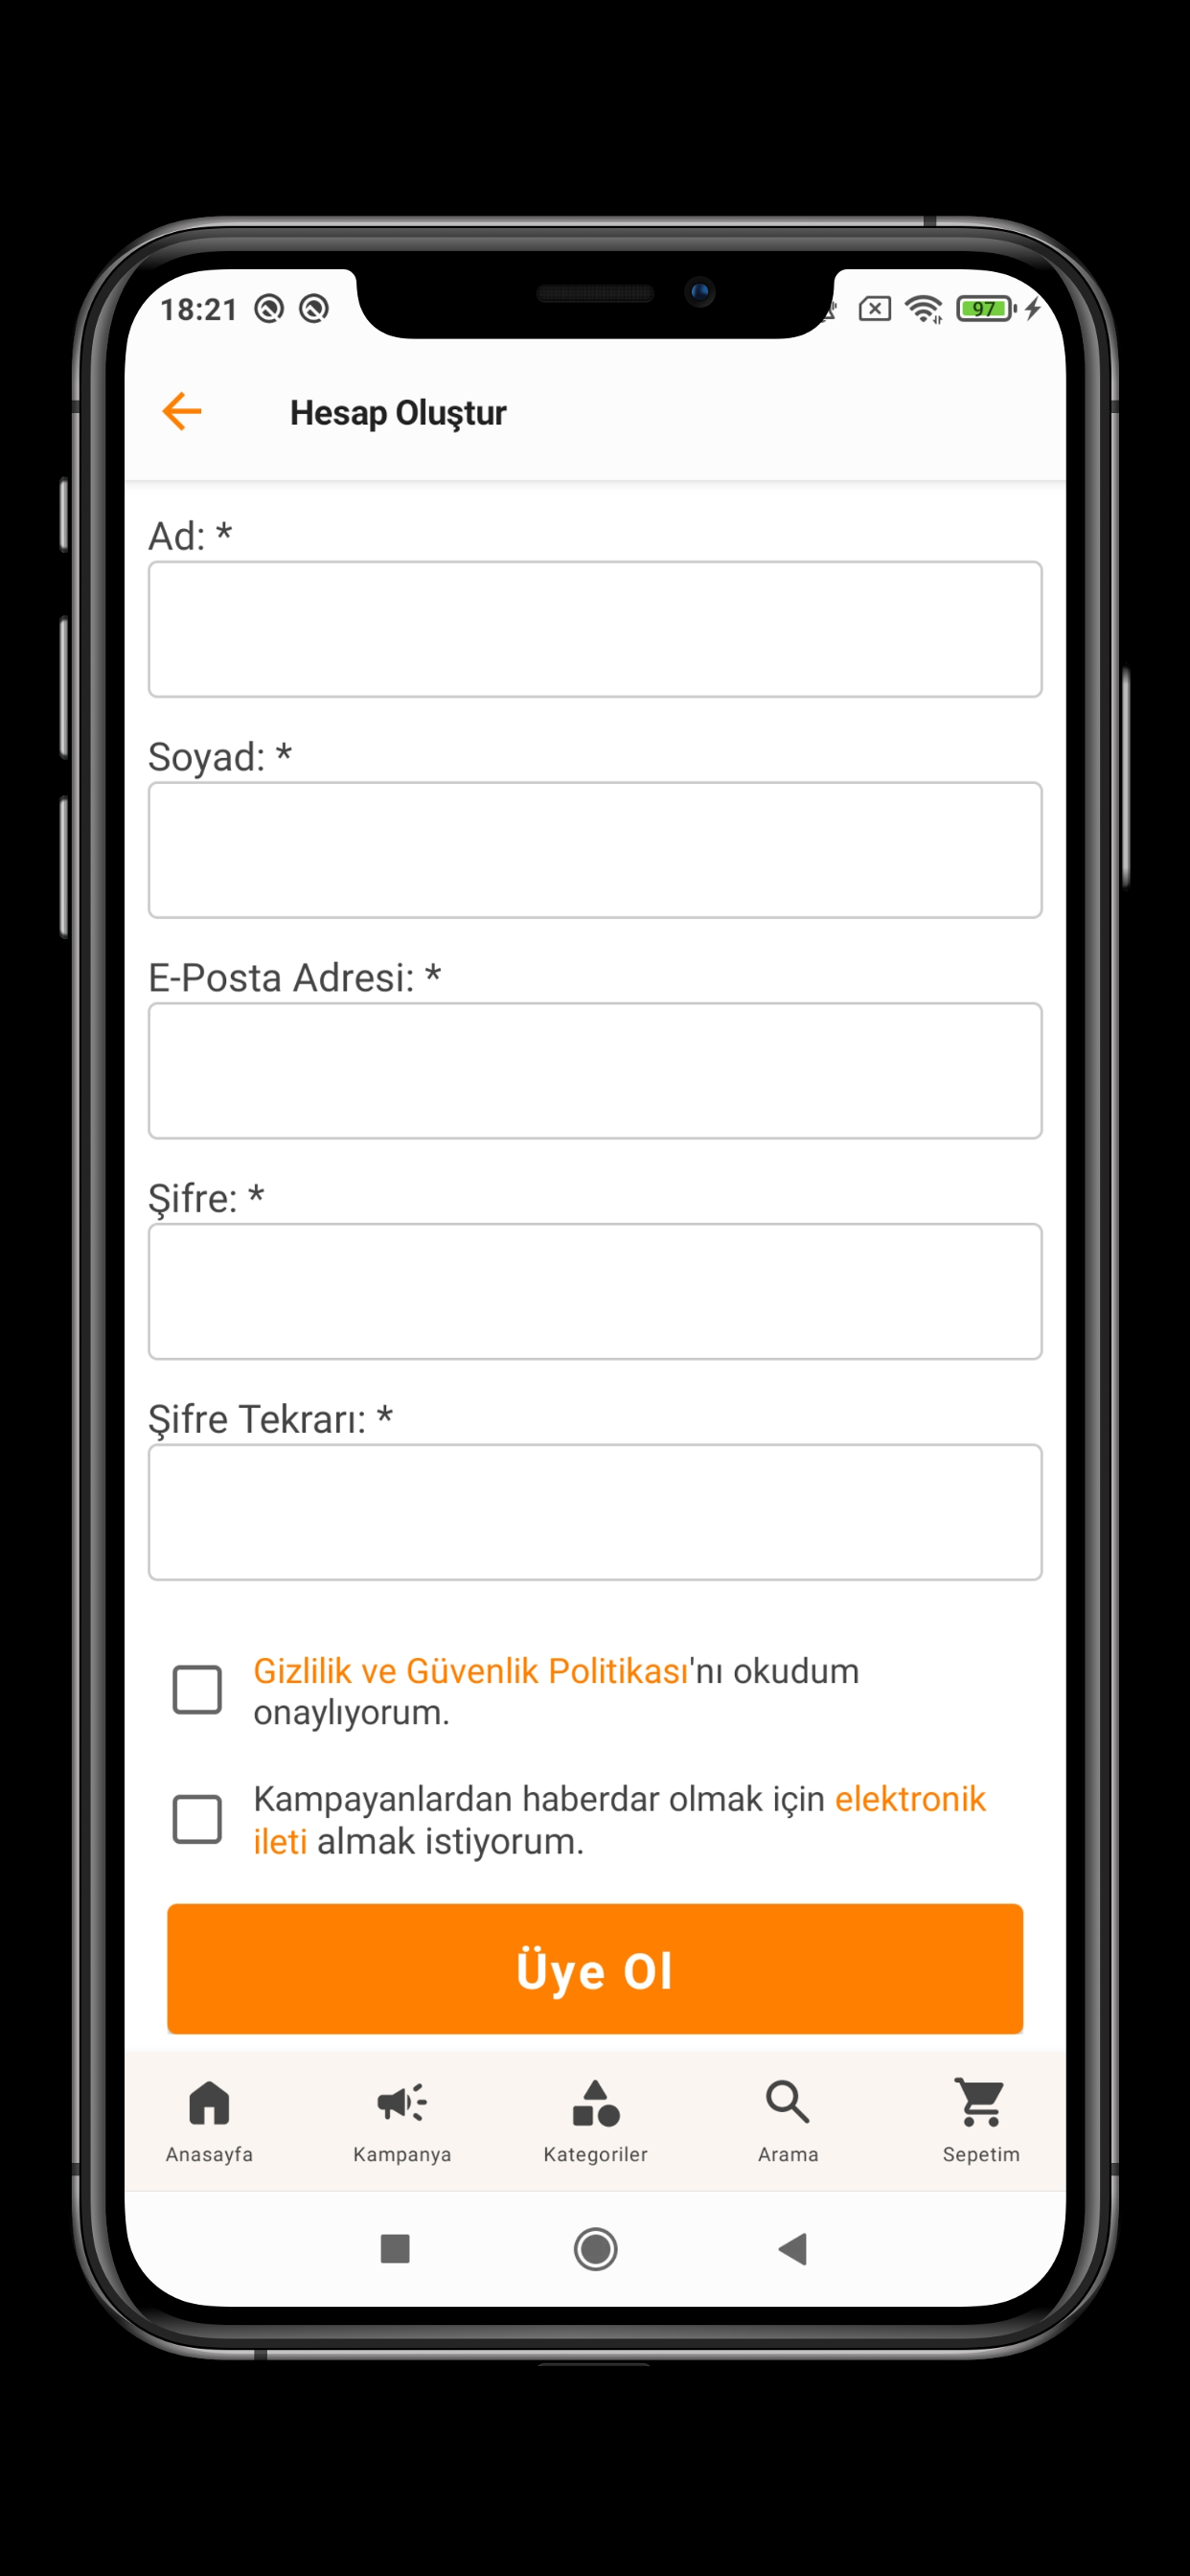 18:21
97
Hesap Oluştur
Ad: *
Soyad: *
E-Posta Adresi: *
Şifre: *
Şifre Tekrarı: *
Gizlilik ve Güvenlik Politikası'nı okudum
onaylıyorum.
Kampayanlardan haberdar olmak için elektronik
ileti almak istiyorum.
Üye Ol
Anasayfa
Kampanya
Kategoriler
Arama
Sepetim